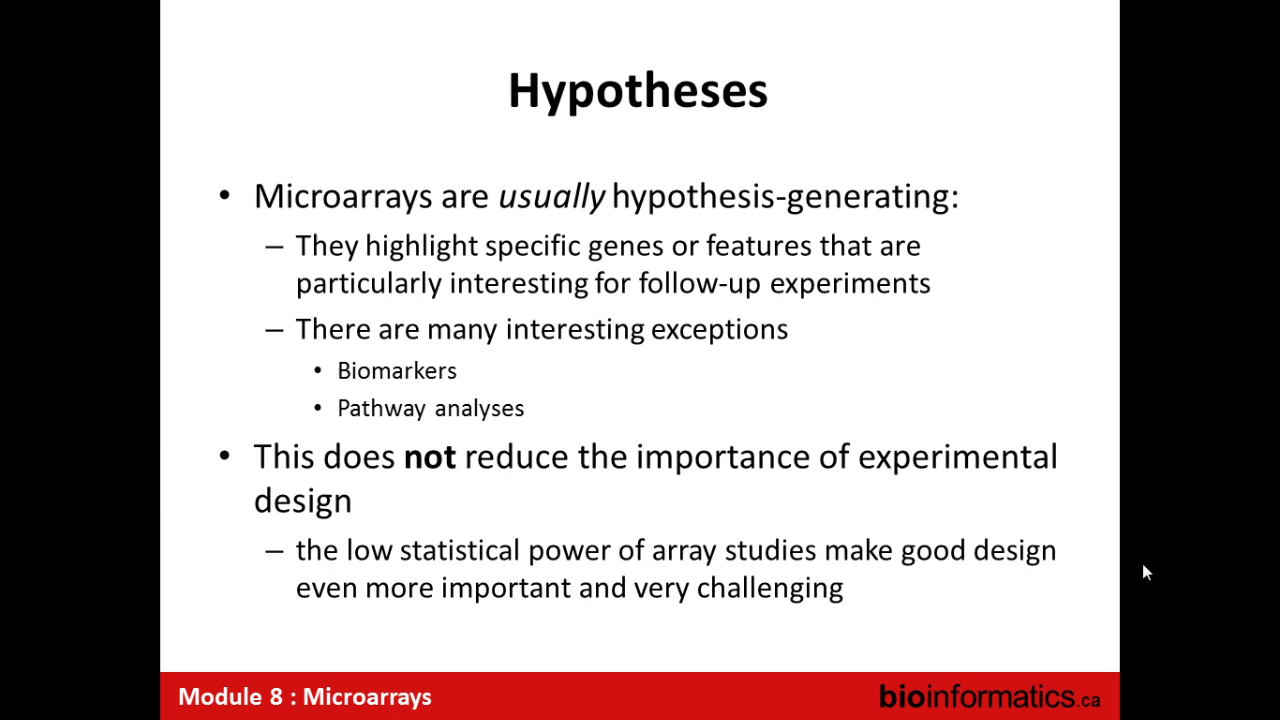 Hypotheses
• Microarrays are usually hypothesis-generating:
– They highlight specific genes or features that are
particularly interesting for follow-up experiments
– There are many interesting exceptions
• Biomarkers
• Pathway analyses
• This does not reduce the importance of experimental
design
– the low statistical power of array studies make good design
even more important and very challenging
Module 8 : Microarrays
bioinformatics.ca